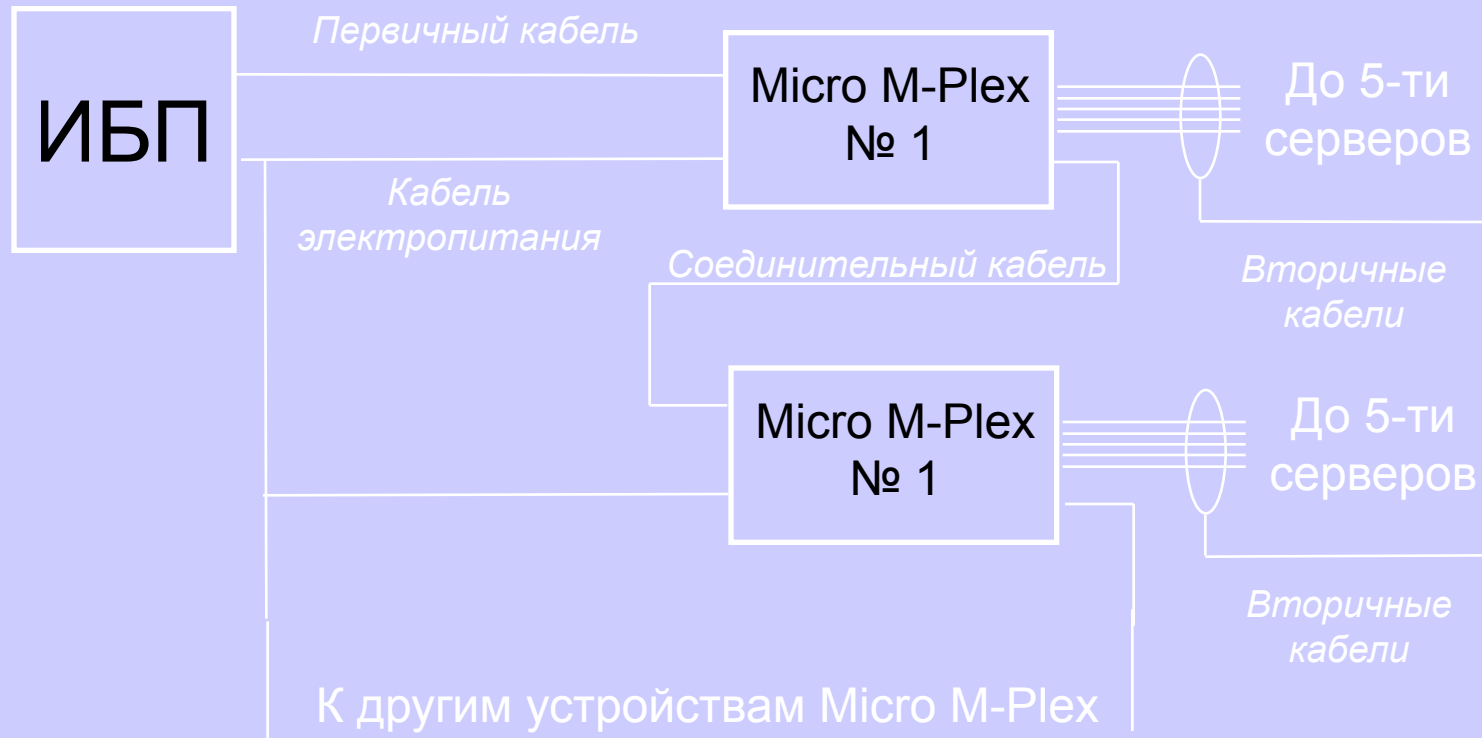 ИБП
Первичный кабель
Micro M-Plex
№ 1
До 5-ти
серверов
Кабель
электропитания
Соединительный кабель
Вторичные
кабели
Micro M-Plex
№ 1
До 5-ти
серверов
Вторичные
кабели
К другим устройствам Micro M-Plex